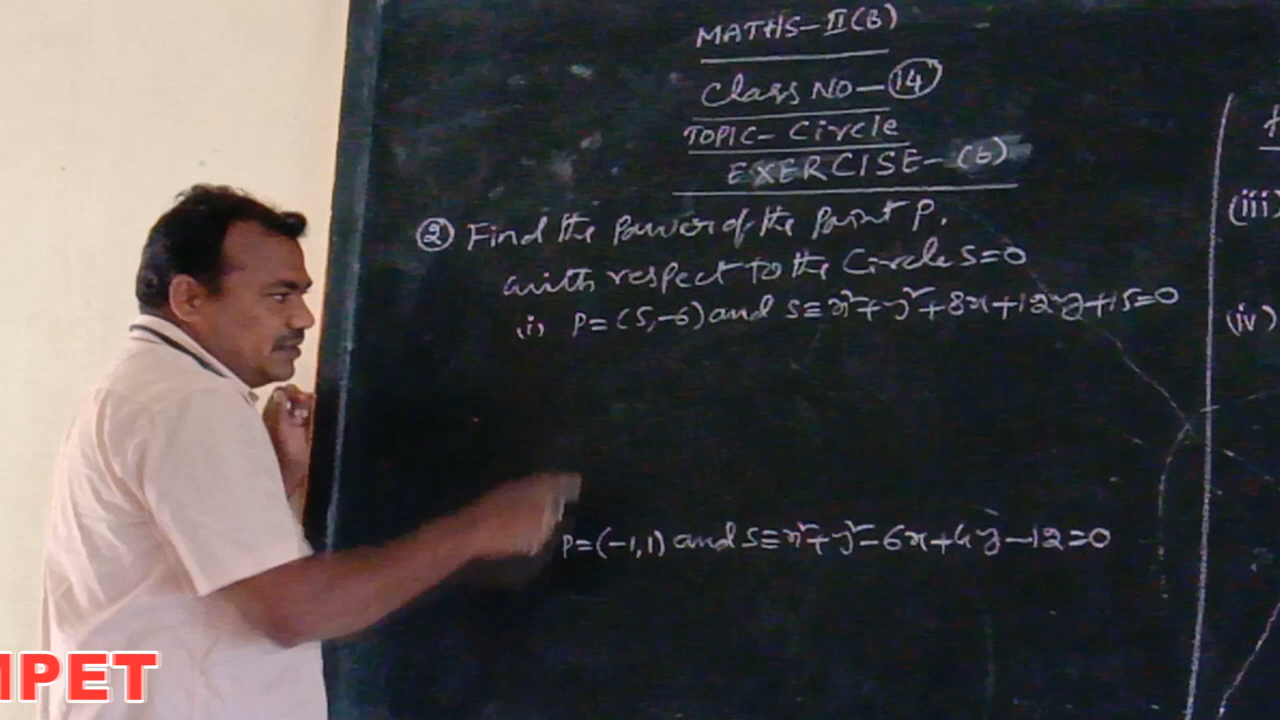 MATHS-II(B)
Class NO-14
TOPIC- Circle
EXERCISE-(b)
② Find the Power of the Point P,
with respect to the Circle S=0
(i) P=(5,-6) and S≡x²+y²+8x+12y+15=0
P=(-1,1) and S≡x²+y²-6x+4y-12=0
(iii)
(iv)
MPET